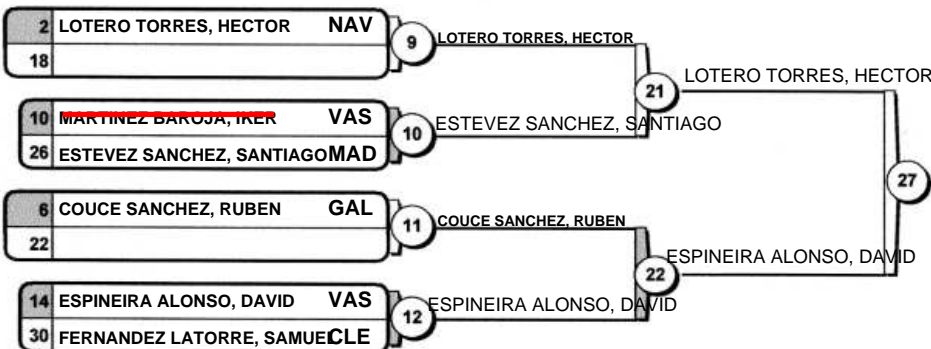 2 LOTERO TORRES, HECTOR NAV
18
9
LOTERO TORRES, HECTOR
10 MARTINEZ BAROJA, IKER VAS
26 ESTEVEZ SANCHEZ, SANTIAGO MAD
10
ESTEVEZ SANCHEZ, SANTIAGO
21
LOTERO TORRES, HECTOR
6 COUCE SANCHEZ, RUBEN GAL
22
11
COUCE SANCHEZ, RUBEN
14 ESPINEIRA ALONSO, DAVID VAS
30 FERNANDEZ LATORRE, SAMUEL CLE
12
ESPINEIRA ALONSO, DAVID
22
ESPINEIRA ALONSO, DAVID
27